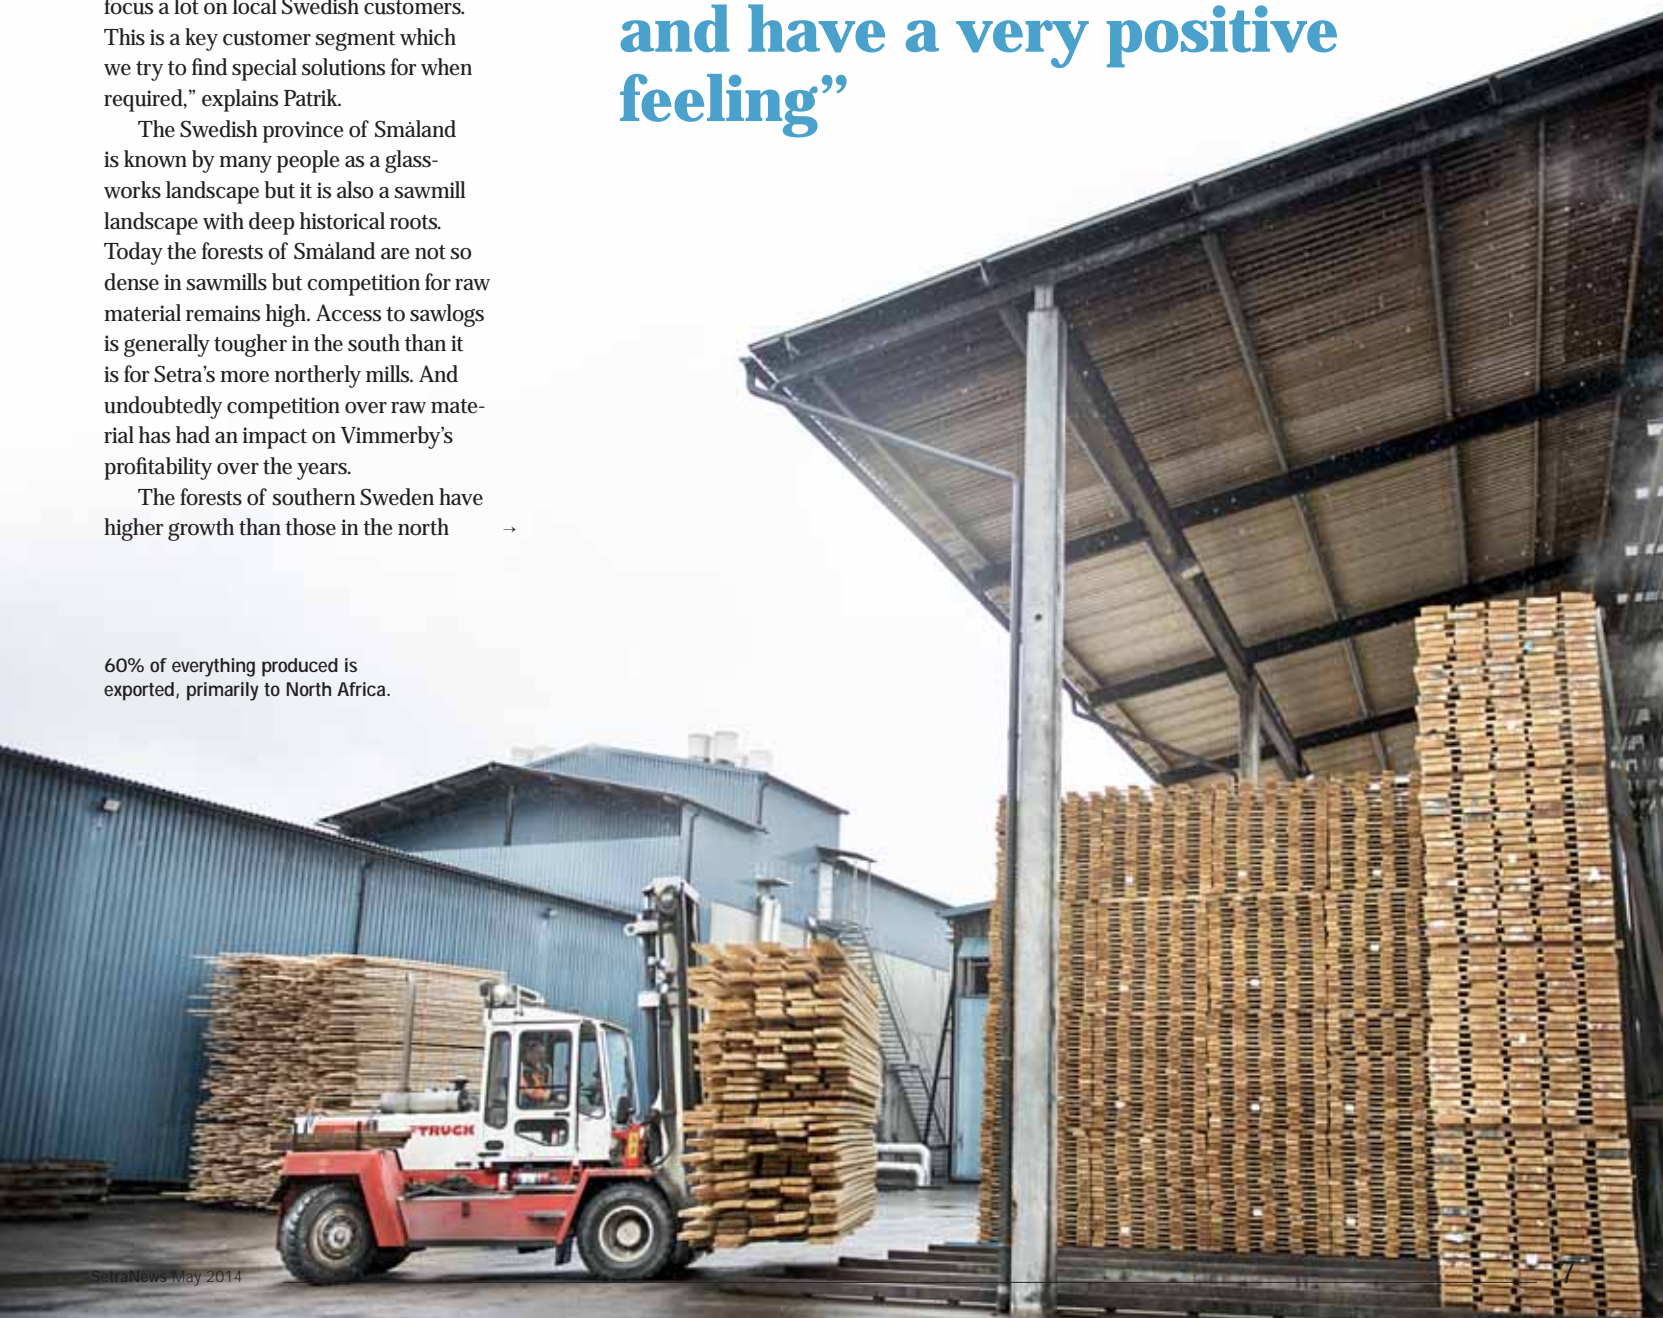 focus a lot on local Swedish customers.
This is a key customer segment which
we try to find special solutions for when
required,” explains Patrik.
The Swedish province of Småland
is known by many people as a glass-
works landscape but it is also a sawmill
landscape with deep historical roots.
Today the forests of Småland are not so
dense in sawmills but competition for raw
material remains high. Access to sawlogs
is generally tougher in the south than it
is for Setra’s more northerly mills. And
undoubtedly competition over raw mate-
rial has had an impact on Vimmerby’s
profitability over the years.
The forests of southern Sweden have
higher growth than those in the north →
and have a very positive
feeling”
60% of everything produced is
exported, primarily to North Africa.
TRUCK
SetraNews May 2014
7